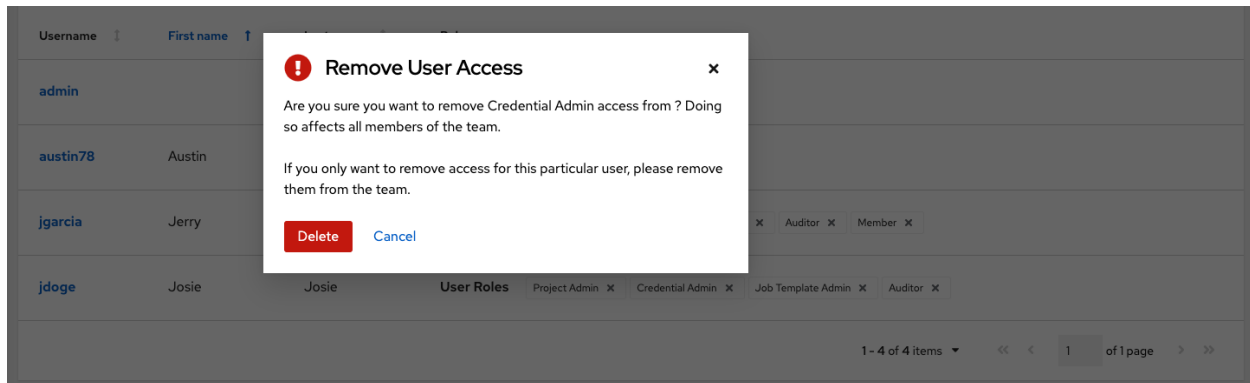 Username First name
Remove User Access
Are you sure you want to remove Credential Admin access from ? Doing
so affects all members of the team.
If you only want to remove access for this particular user, please remove
them from the team.
Delete Cancel
admin
austin78 Austin
jgarcia Jerry Auditor Member
jdoge Josie Josie User Roles Project Admin Credential Admin Job Template Admin Auditor
1 - 4 of 4 items 1 of 1 page